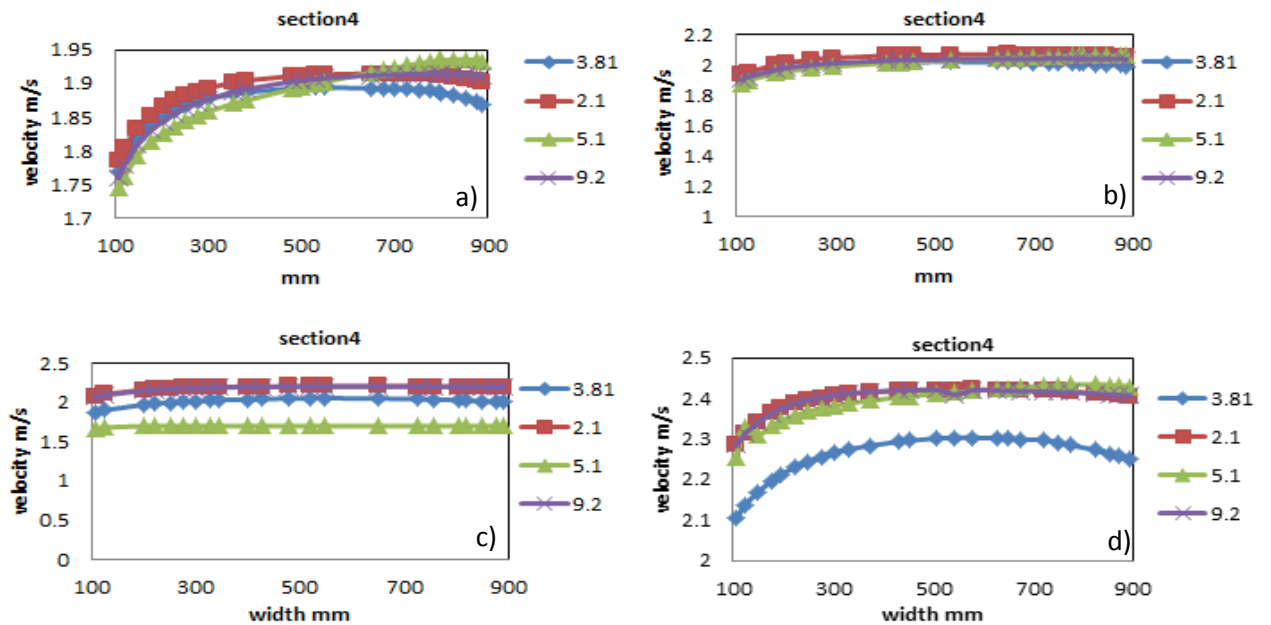 section4
velocity m/s
1.95
1.9
1.85
1.8
1.75
1.7
100 300 500 700 900
mm
3.81
2.1
5.1
9.2
a)
section4
velocity m/s
2.2
2
1.8
1.6
1.4
1.2
1
100 300 500 700 900
mm
3.81
2.1
5.1
9.2
b)
section4
velocity m/s
2.5
2
1.5
1
0.5
0
100 300 500 700 900
width mm
3.81
2.1
5.1
9.2
c)
section4
velocity m/s
2.5
2.4
2.3
2.2
2.1
2
100 300 500 700 900
width mm
3.81
2.1
5.1
9.2
d)